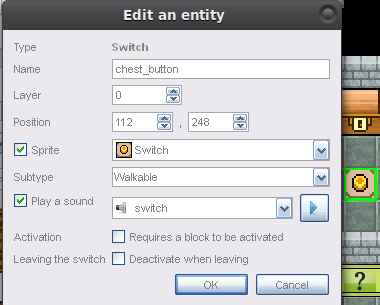 Edit an entity
Type Switch
Name chest_button
Layer 0
Position 112 , 248
Sprite Switch
Subtype Walkable
Play a sound switch
Activation Requires a block to be activated
Leaving the switch Deactivate when leaving
OK Cancel
?